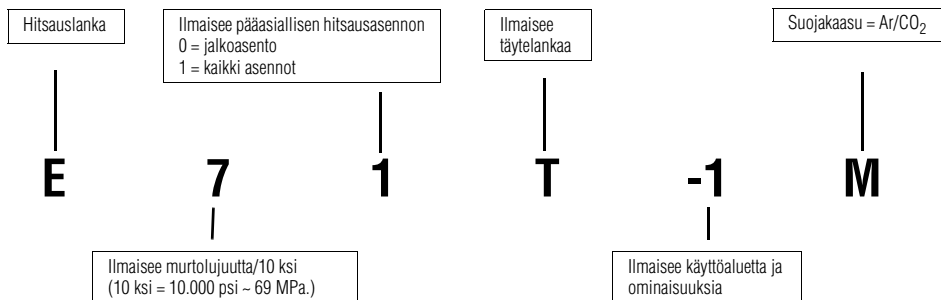 Hitsauslanka
Ilmaisee pääasiallisen hitsausasennon
0 = jalkoasento
1 = kaikki asennot
Ilmaisee
täytelankaa
Suojakaasu = Ar/CO₂
E 7 1 T -1 M
Ilmaisee murtolujuutta/10 ksi
(10 ksi = 10.000 psi ~ 69 MPa.)
Ilmaisee käyttöaluetta ja
ominaisuuksia